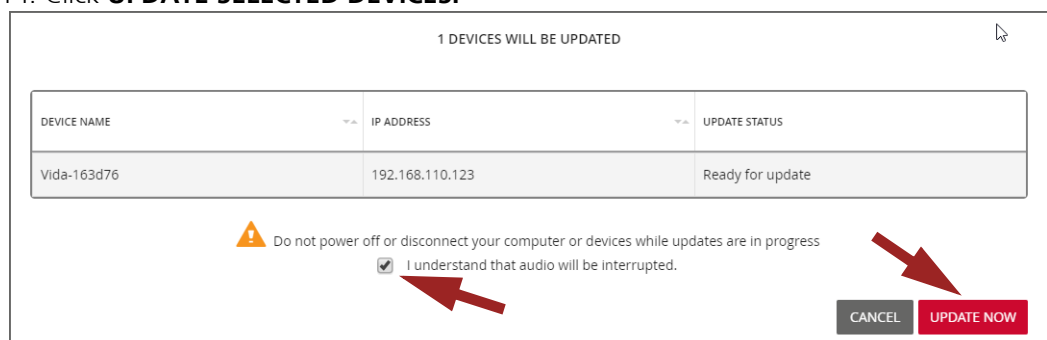 Click UPDATE SELECTED DEVICES.
1 DEVICES WILL BE UPDATED
DEVICE NAME IP ADDRESS UPDATE STATUS
Vida-163d76 192.168.110.123 Ready for update
Do not power off or disconnect your computer or devices while updates are in progress
I understand that audio will be interrupted.
CANCEL UPDATE NOW